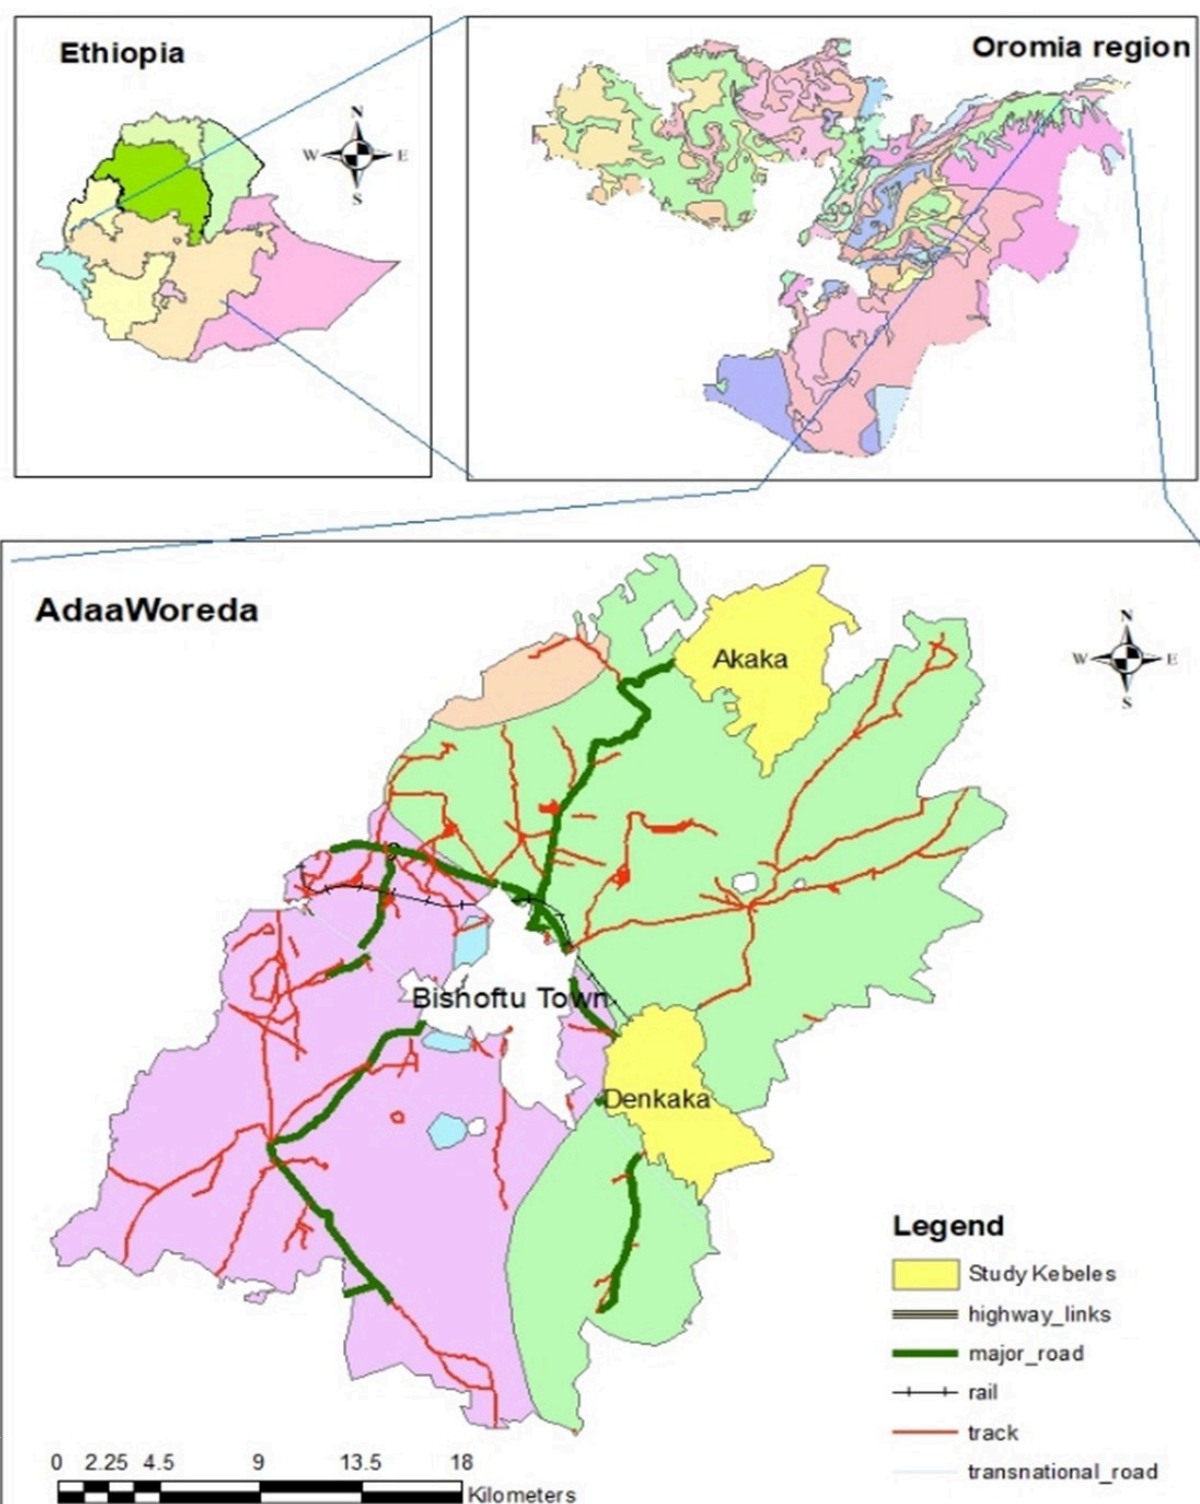 Ethiopia
N
W E
S
Oromia region
AdaaWoreda
N
W E
S
Akaka
Bishoftu Town
Denkaka
Legend
Study Kebeles
highway_links
major_road
rail
track
transnational_road
0 2.25 4.5 9 13.5 18
Kilometers